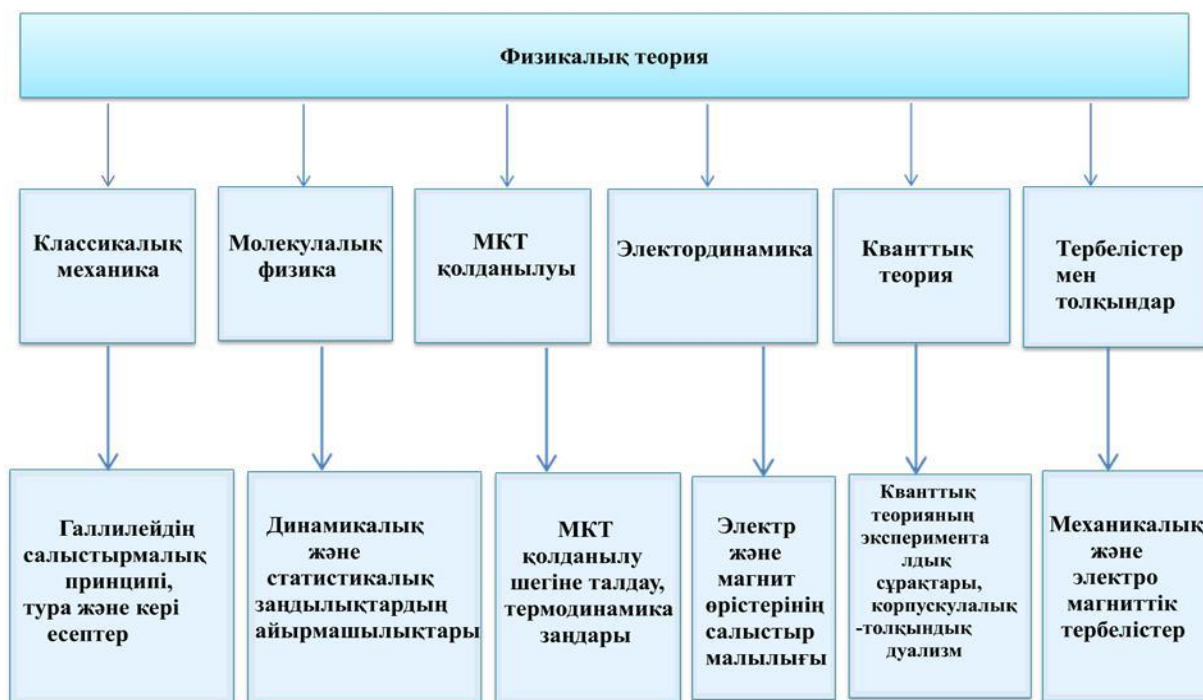 Физикалық теория
Классикалық
механика
Молекулалық
физика
МКТ
қолданылуы
Электординамика
Кванттық
теория
Тербелістер
мен
толқындар
Галлилейдің
салыстырмалық
принципі,
тура және кері
есептер
Динамикалық
және
статистикалық
заңдылықтардың
айырмашылықтары
МКТ
қолданылу
шегіне талдау,
термодинамика
заңдары
Электр
және
магнит
өрістерінің
салыстыр
малылығы
Кванттық
теорияның
эксперимента
лдық
сұрақтары,
корпускулалық
-толқындық
дуализм
Механикалық
және
электро
магниттік
тербелістер